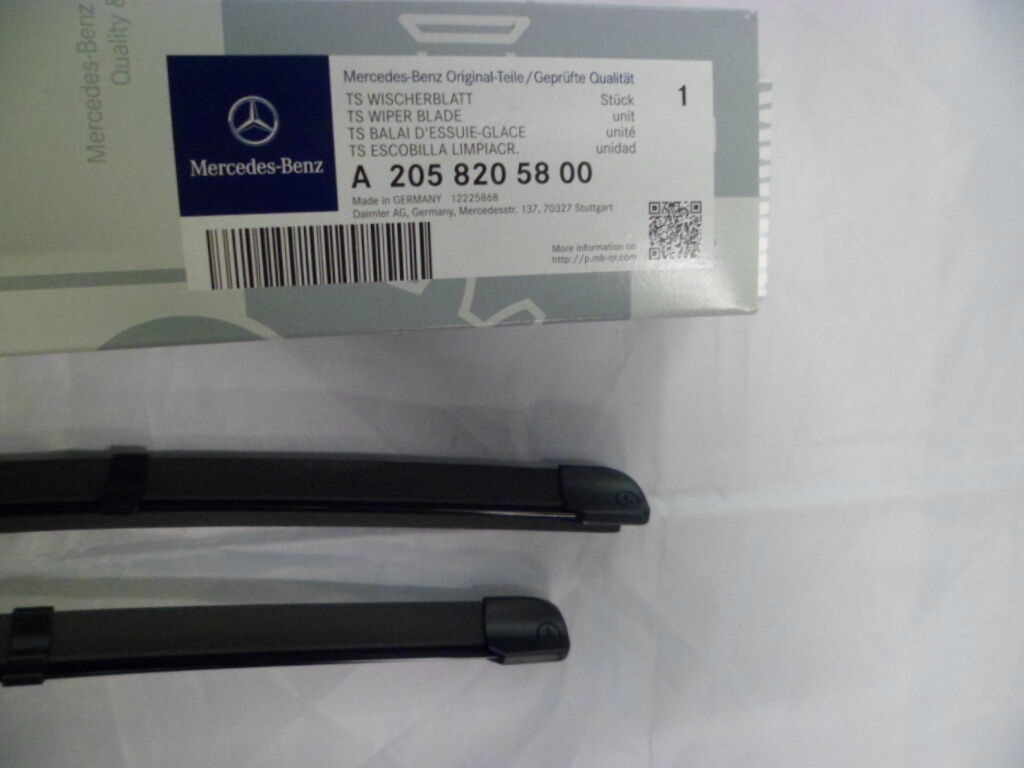 Mercedes-Benz
Quality &
Mercedes-Benz
Mercedes-Benz Original-Teile/Geprüfte Qualität
TS WISCHERBLATT Stück 1
TS WIPER BLADE unit
TS BALAI D'ESSUIE-GLACE unité
TS ESCOBILLA LIMPIACR. unidad
A 205 820 58 00
Made in GERMANY 12225868
Daimler AG, Germany, Mercedesstr. 137, 70327 Stuttgart
More information on
http://p.mb-qr.com